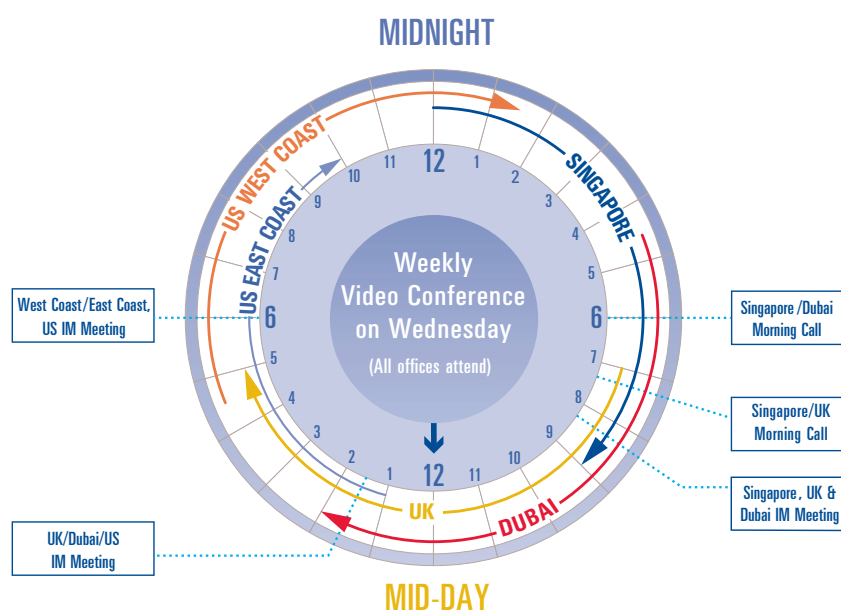 MIDNIGHT
US WEST COAST
US EAST COAST
SINGAPORE
DUBAI
UK
12
1
2
3
4
5
6
7
8
9
10
11
12
1
2
3
4
5
6
7
8
9
10
11
Weekly
Video Conference
on Wednesday
(All offices attend)
West Coast/East Coast,
US IM Meeting
Singapore/Dubai
Morning Call
Singapore/UK
Morning Call
Singapore, UK &
Dubai IM Meeting
UK/Dubai/US
IM Meeting
MID-DAY